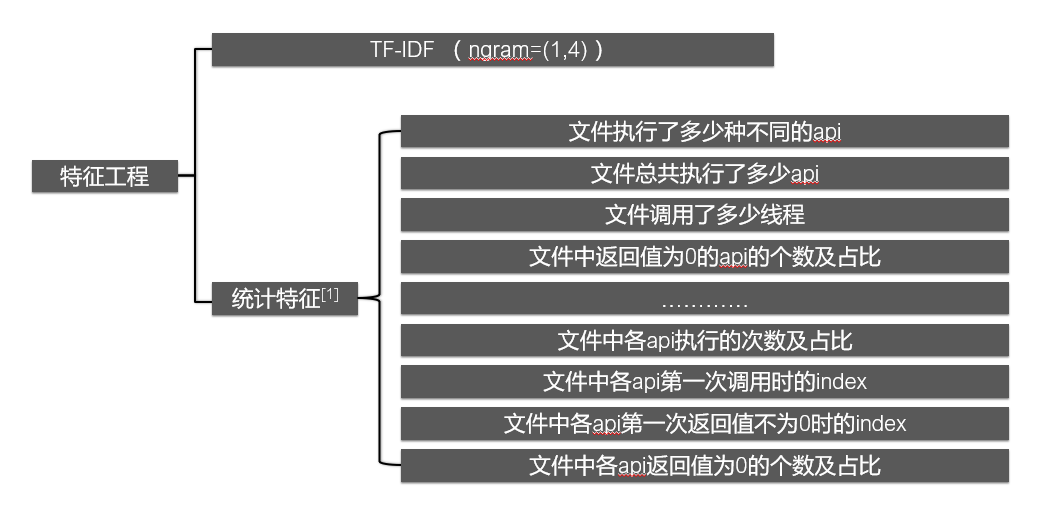 TF-IDF （ngram=(1,4)）
文件执行了多少种不同的api
文件总共执行了多少api
特征工程
文件调用了多少线程
文件中返回值为0的api的个数及占比
统计特征[1]
…………
文件中各api执行的次数及占比
文件中各api第一次调用时的index
文件中各api第一次返回值不为0时的index
文件中各api返回值为0的个数及占比